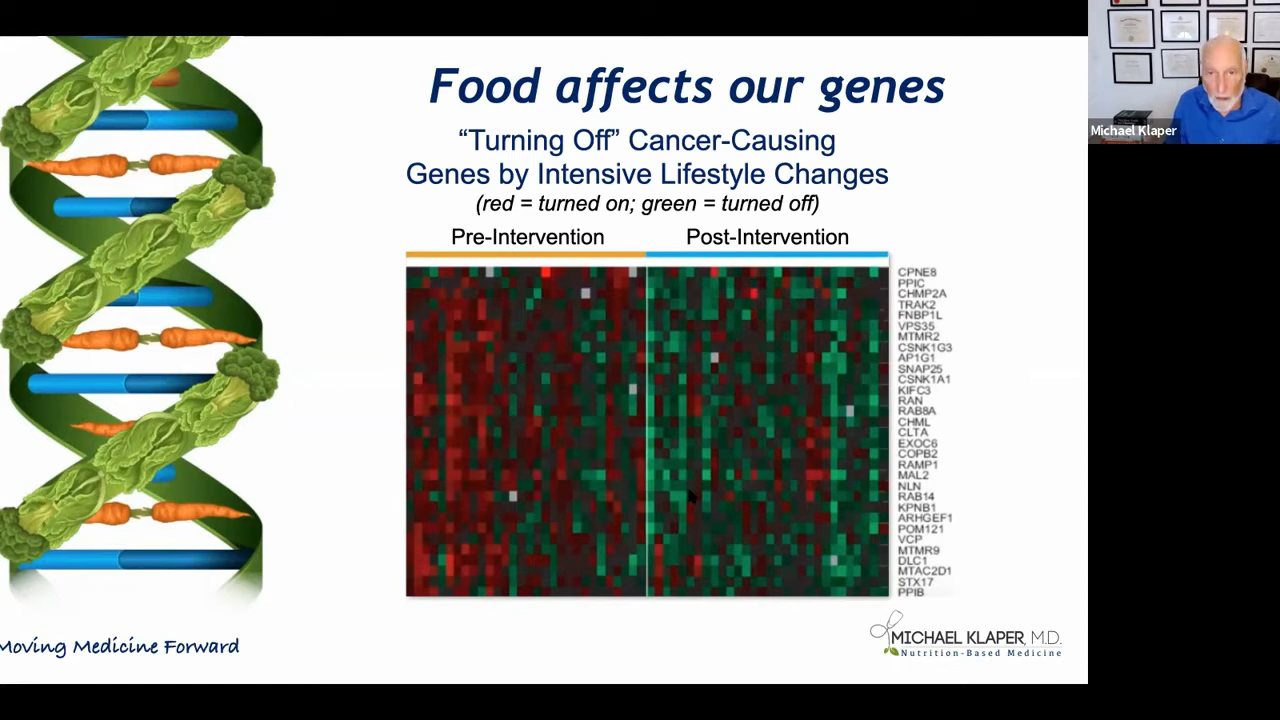 Food affects our genes
“Turning Off” Cancer-Causing
Genes by Intensive Lifestyle Changes
(red = turned on; green = turned off)
Pre-Intervention
Post-Intervention
CPNE8
PPIC
CHMP2A
TRAK2
FNBP1L
VPS35
MTMR2
CSNK1G3
AP1G1
SNAP25
CSNK1A1
KIFC3
RAN
RAB8A
CHML
CLTA
EXOC6
COPB2
RAMP1
MAL2
NLN
RAB14
KPNB1
ARHGEF1
POM121
VCP
MTMR9
DLC1
MTAC2D1
STX17
PPIB
Moving Medicine Forward
MICHAEL KLAPER, M.D.
Nutrition-Based Medicine
Michael Klaper